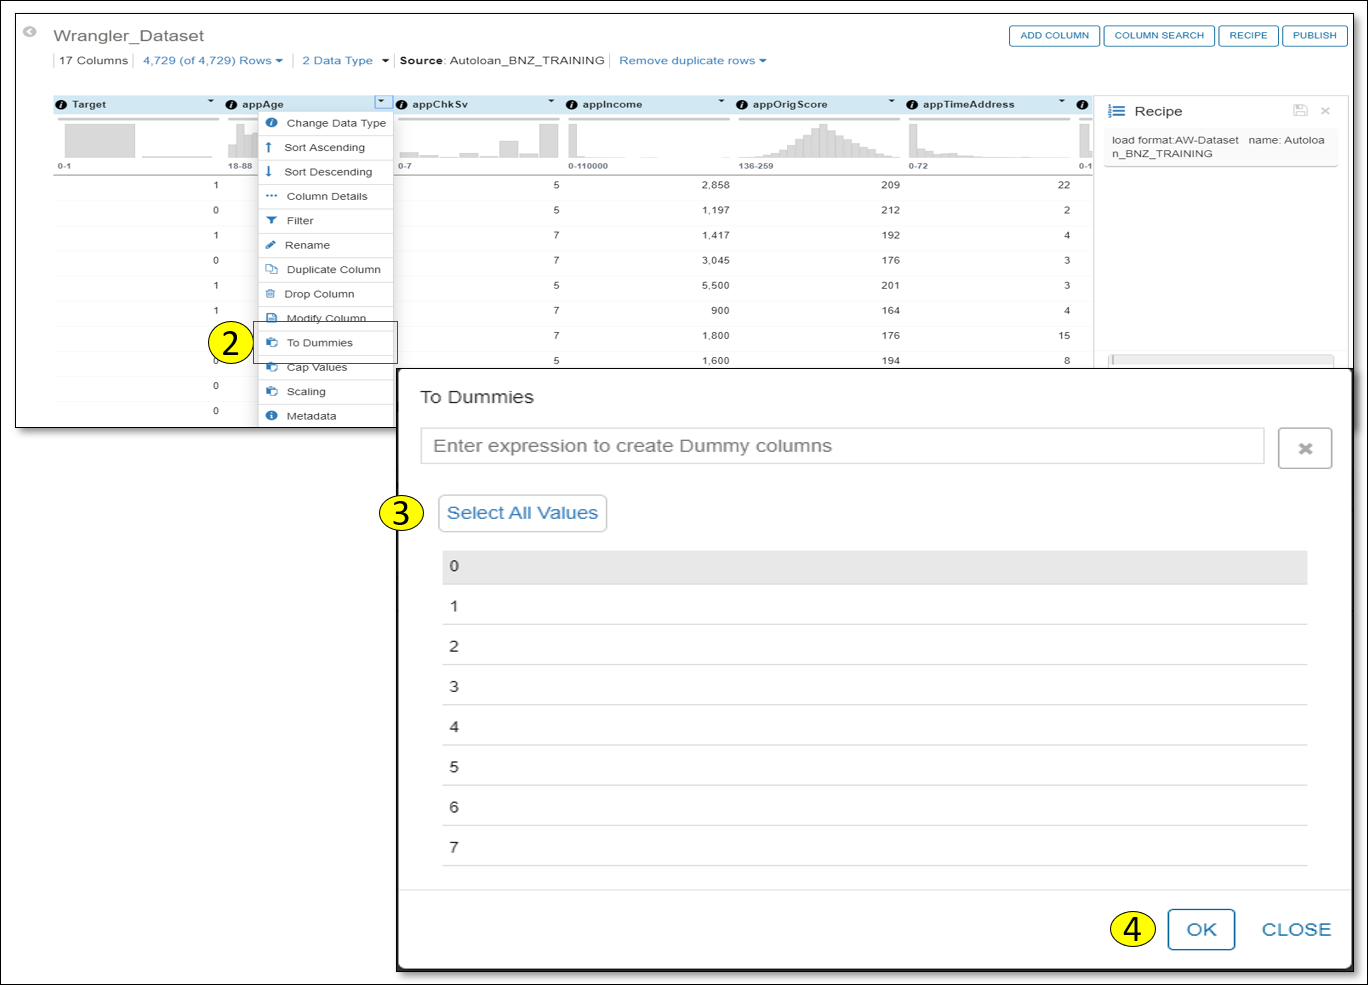 Wrangler_Dataset
ADD COLUMN COLUMN SEARCH RECIPE PUBLISH
17 Columns 4,729 (of 4,729) Rows 2 Data Type Source: Autoloan_BNZ_TRAINING Remove duplicate rows
Target appAge appChkSv appIncome appOrigScore appTimeAddress
0-1 18-88 0-7 0-110000 136-259 0-72 0-1
1 5 2,858 209 22
0 5 1,197 212 2
1 7 1,417 192 4
0 7 3,045 176 3
1 5 5,500 201 3
1 7 900 164 4
7 1,800 176 15
0 5 1,600 194 8
0
0
Change Data Type
Sort Ascending
Sort Descending
Column Details
Filter
Rename
Duplicate Column
Drop Column
Modify Column
2 To Dummies
Cap Values
Scaling
Metadata
Recipe
load format:AW-Dataset name: Autoloa
n_BNZ_TRAINING
To Dummies
Enter expression to create Dummy columns
3 Select All Values
0
1
2
3
4
5
6
7
4 OK CLOSE